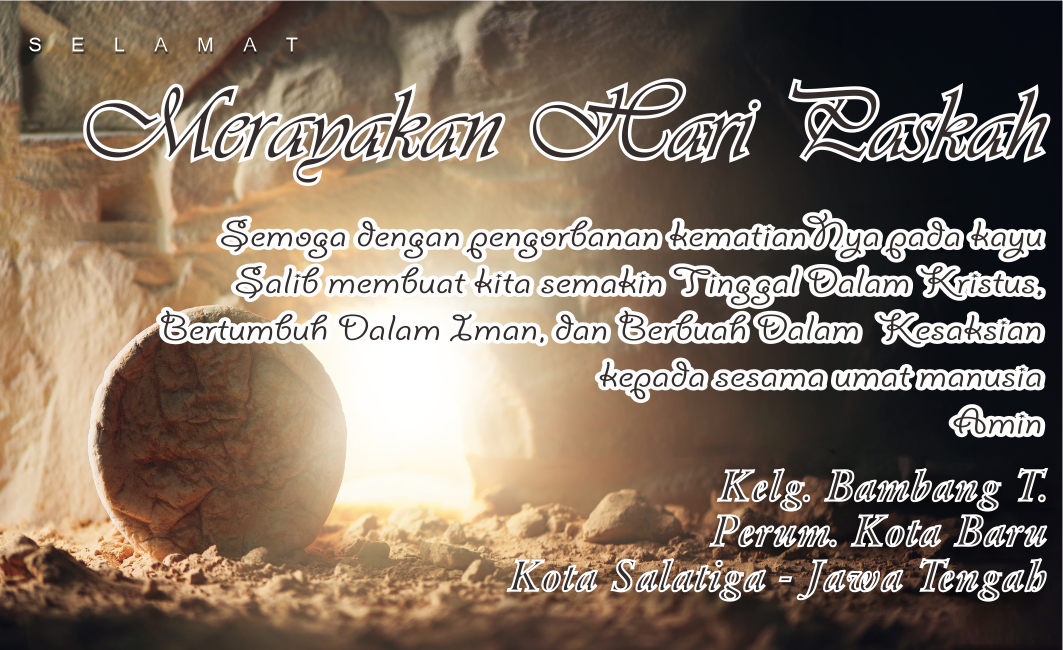 SELAMAT
Merayakan Hari Paskah
Semoga dengan pengorbanan kematianNya pada kayu
Salib membuat kita semakin Tinggal Dalam Kristus,
Bertumbuh Dalam Iman, dan Berbuah Dalam Kesaksian
kepada sesama umat manusia
Amin
Kelg. Bambang T.
Perum. Kota Baru
Kota Salatiga - Jawa Tengah